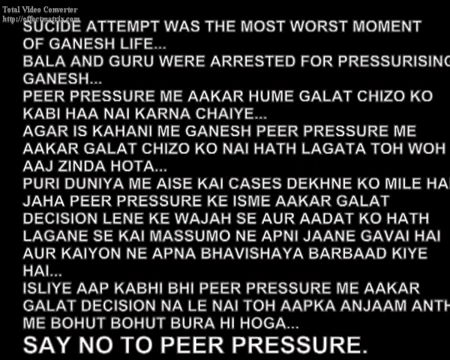 Total Video Converter
http://effectmatrix.com
SUCIDE ATTEMPT WAS THE MOST WORST MOMENT
OF GANESH LIFE...
BALA AND GURU WERE ARRESTED FOR PRESSURISING
GANESH...
PEER PRESSURE ME AAKAR HUME GALAT CHIZO KO
KABI HAA NAI KARNA CHAIYE...
AGAR IS KAHANI ME GANESH PEER PRESSURE ME
AAKAR GALAT CHIZO KO NAI HATH LAGATA TOH WOH
AAJ ZINDA HOTA...
PURI DUNIYA ME AISE KAI CASES DEKHNE KO MILE HAI
JAHA PEER PRESSURE KE ISME AAKAR GALAT
DECISION LENE KE WAJAH SE AUR AADAT KO HATH
LAGANE SE KAI MASSUMO NE APNI JAANE GAVAI HAI
AUR KAIYON NE APNA BHAVISHAYA BARBAAD KIYE
HAI...
ISLIYE AAP KABHI BHI PEER PRESSURE ME AAKAR
GALAT DECISION NA LE NAI TOH AAPKA ANJAAM ANTH
ME BOHUT BOHUT BURA HI HOGA...
SAY NO TO PEER PRESSURE.